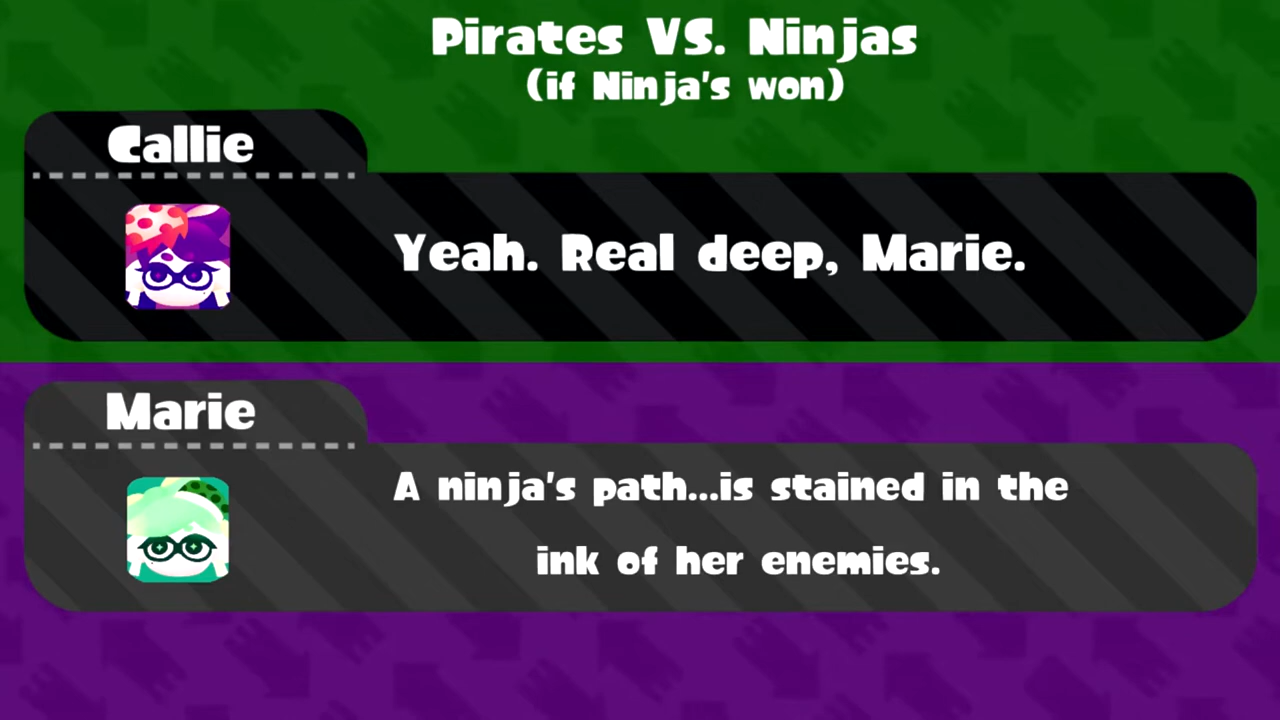 Pirates VS. Ninjas
(if Ninja's won)
Callie
Yeah. Real deep, Marie.
Marie
A ninja's path...is stained in the
ink of her enemies.